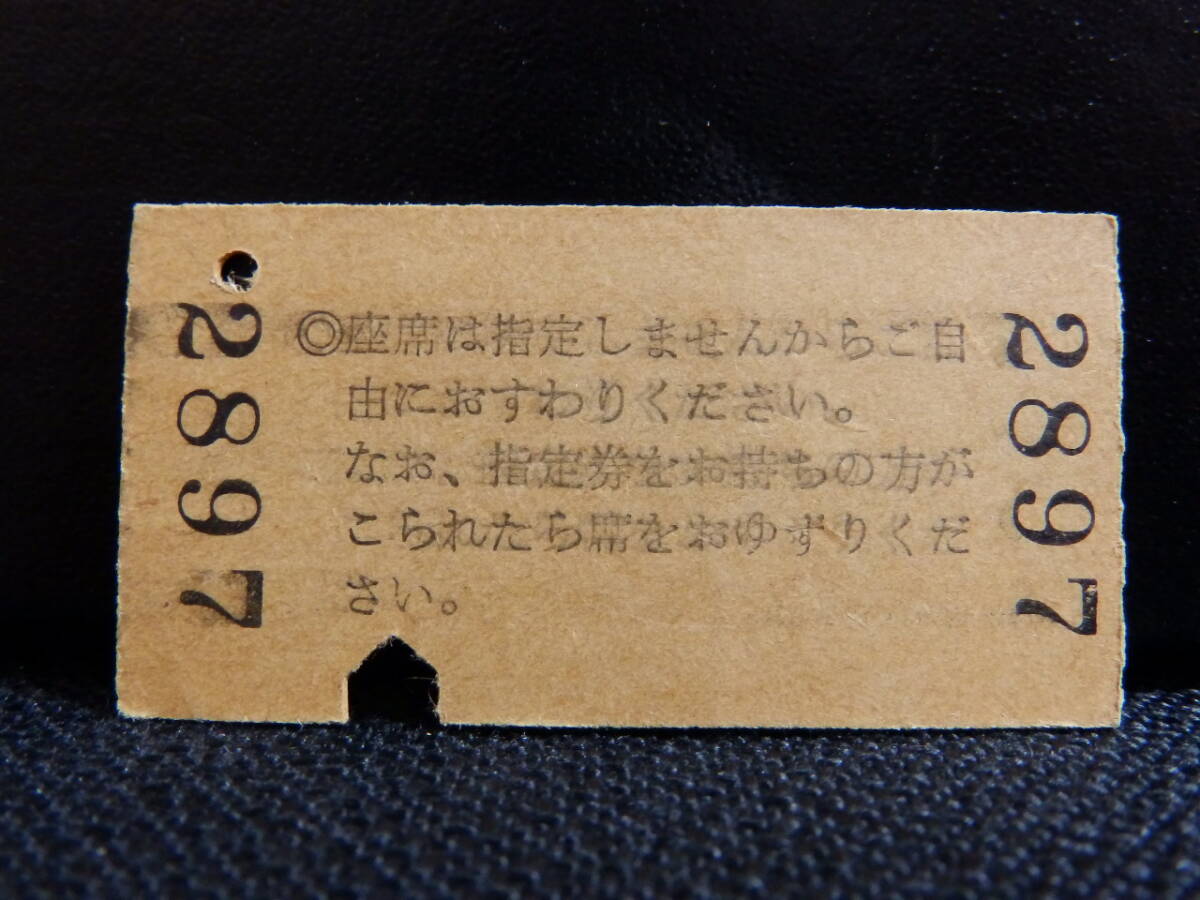 2897
◎座席は指定しませんからご自
由におすわりください。
なお、指定券をお持ちの方が
こられたら席をおゆずりくだ
さい。
2897